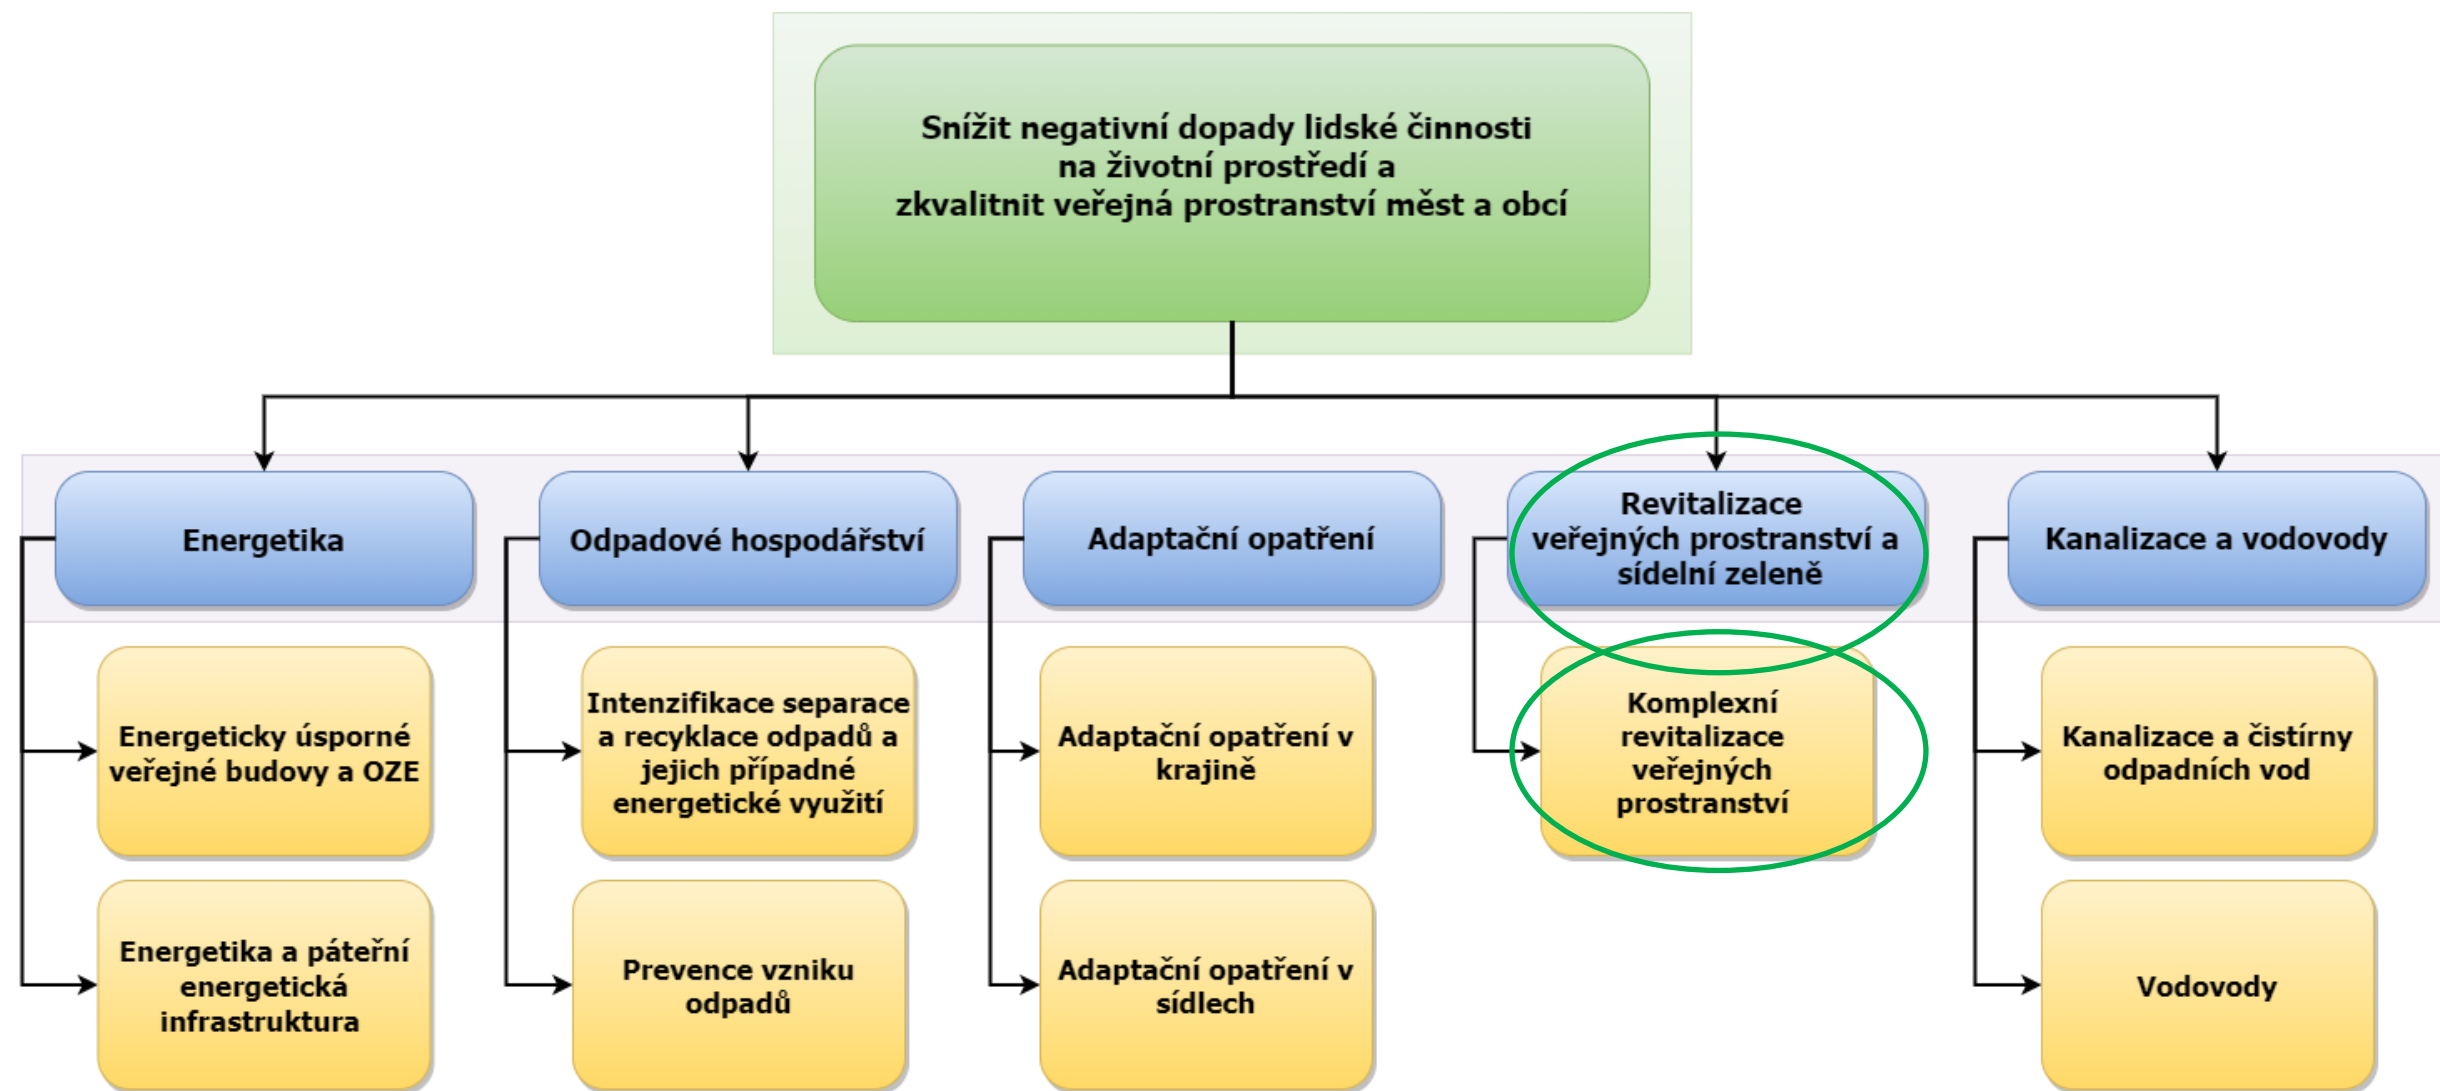 Snížit negativní dopady lidské činnosti
na životní prostředí a
zkvalitnit veřejná prostranství měst a obcí
Energetika
Odpadové hospodářství
Adaptační opatření
Revitalizace
veřejných prostranství a
sídelní zeleně
Kanalizace a vodovody
Energeticky úsporné
veřejné budovy a OZE
Intenzifikace separace
a recyklace odpadů a
jejich případné
energetické využití
Adaptační opatření v
krajině
Komplexní
revitalizace
veřejných
prostranství
Kanalizace a čistírny
odpadních vod
Energetika a páteřní
energetická
infrastruktura
Prevence vzniku
odpadů
Adaptační opatření v
sídlech
Vodovody